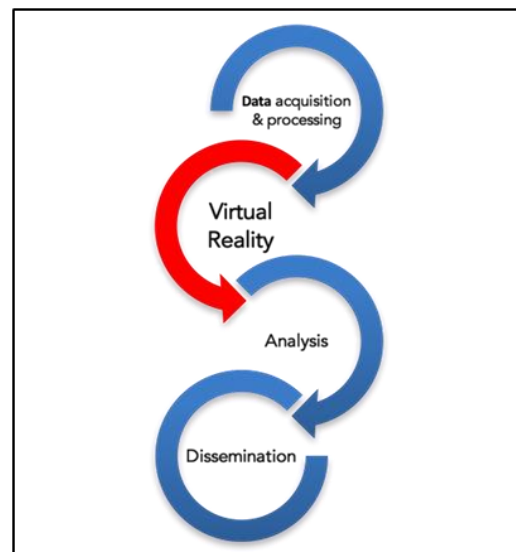 Data acquisition
& processing
Virtual
Reality
Analysis
Dissemination